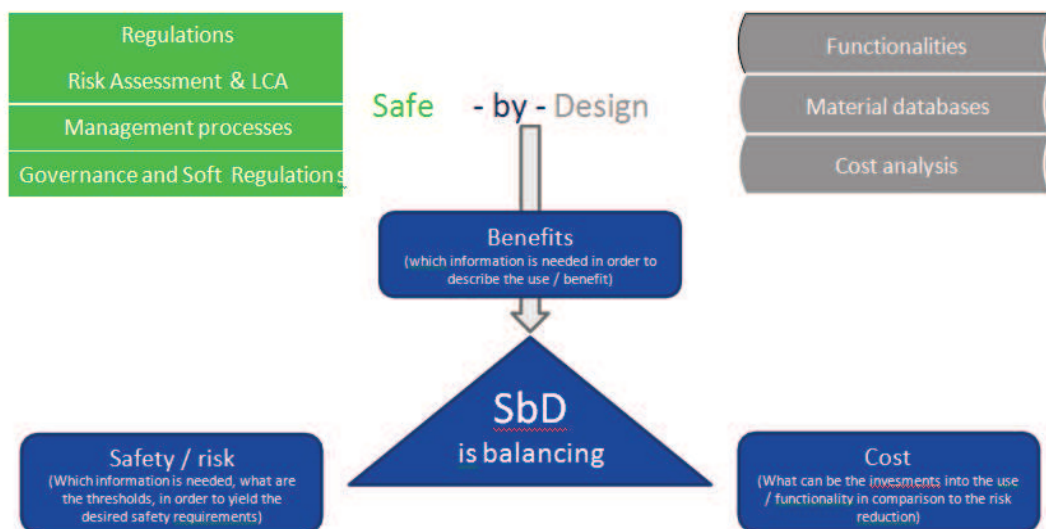 Regulations
Risk Assessment & LCA
Management processes
Governance and Soft Regulations
Safe - by - Design
Functionalities
Material databases
Cost analysis
Benefits
(which information is needed in order to
describe the use / benefit)
SbD
is balancing
Safety / risk
(Which information is needed, what are
the thresholds, in order to yield the
desired safety requirements)
Cost
(What can be the invesments into the use
/ functionality in comparison to the risk
reduction)